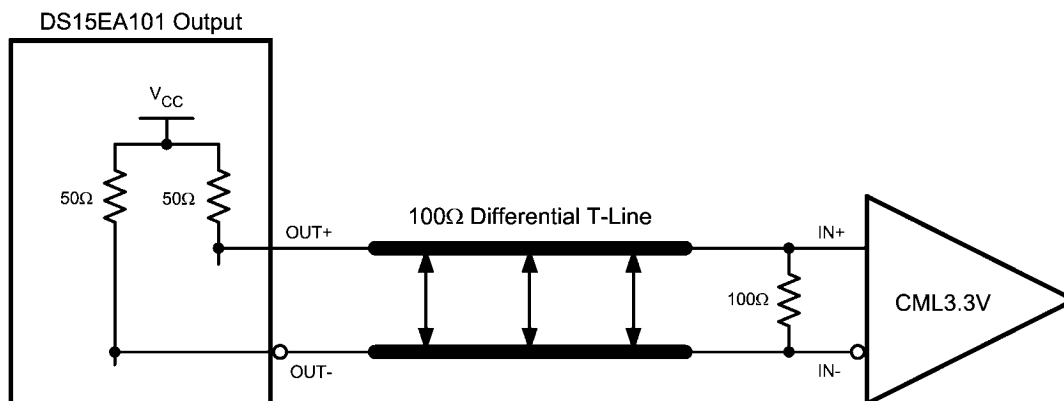 DS15EA101 Output
VCC
50Ω
50Ω
100Ω Differential T-Line
OUT+
IN+
100Ω
CML3.3V
OUT-
IN-